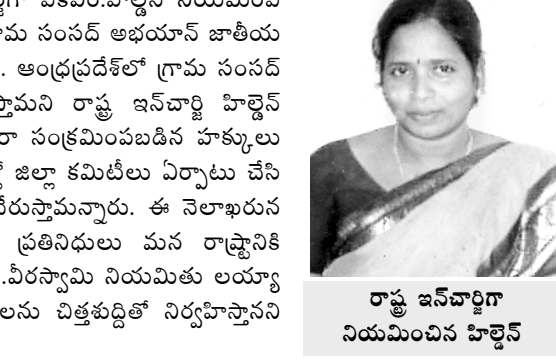 ామ సంసద్ అభయాన్ జాతీయ
. ఆంధ్రప్రదేశ్‌లో గ్రామ సంసద్
్తామని రాష్ట్ర ఇన్‌చార్జి హిల్డెన్
రా సంక్రమింపబడిన హక్కులు
జిల్లా కమిటీలు ఏర్పాటు చేసి
చేరుస్తామన్నారు. ఈ నెలాఖరున
ప్రతినిధులు మన రాష్ట్రానికి
.వీరస్వామి నియమితు లయ్యా
లను చిత్తశుద్దితో నిర్వహిస్తానని
రాష్ట్ర ఇన్‌చార్జిగా
నియమించిన హిల్డెన్